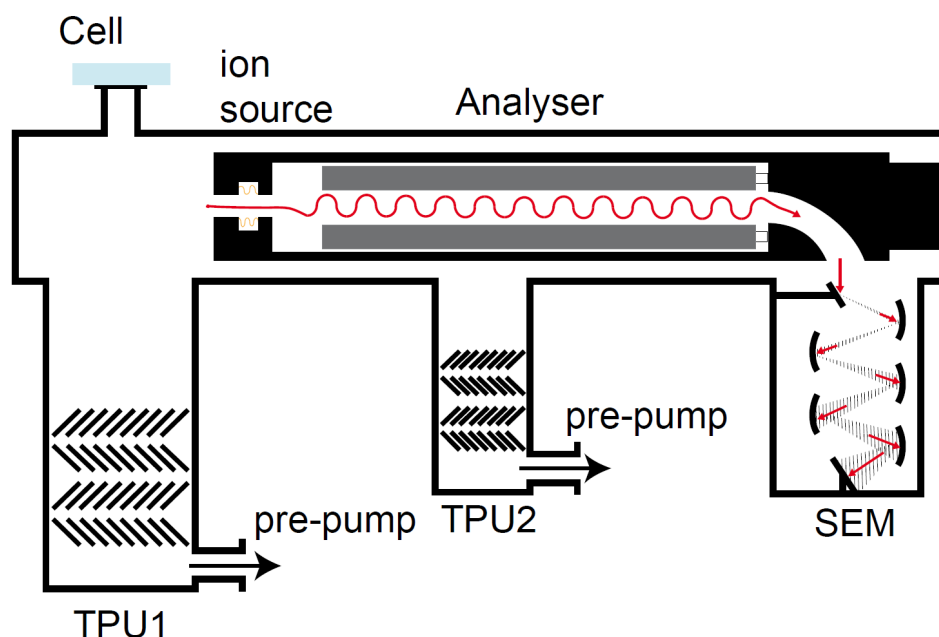 Cell
ion
source
Analyser
pre-pump
pre-pump
TPU2
SEM
TPU1